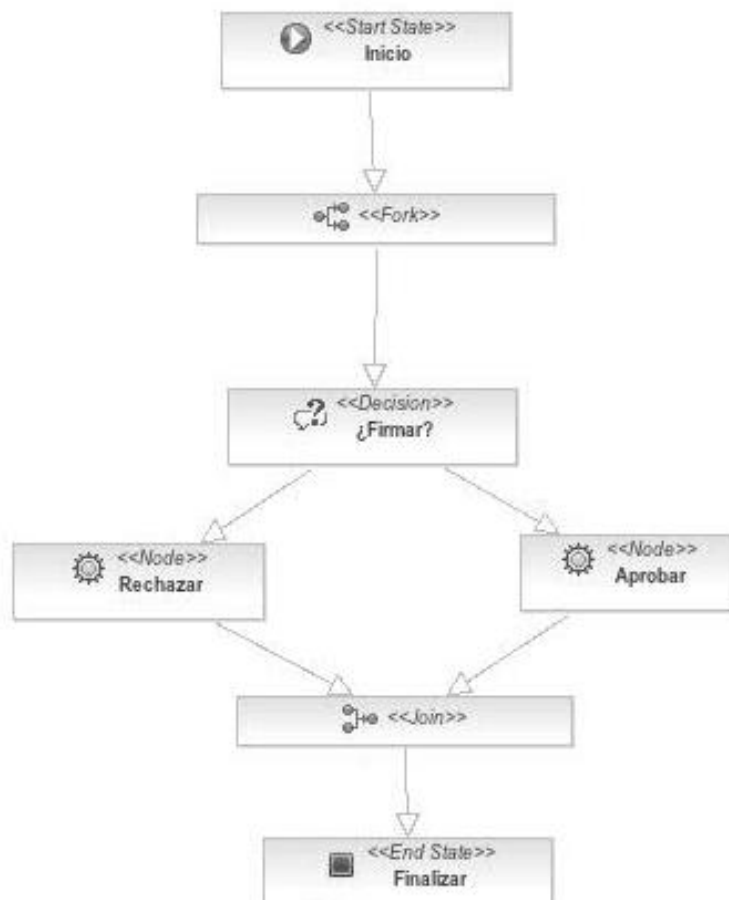 <<Start State>>
Inicio
<<Fork>>
<<Decision>>
¿Firmar?
<<Node>>
Rechazar
<<Node>>
Aprobar
<<Join>>
<<End State>>
Finalizar